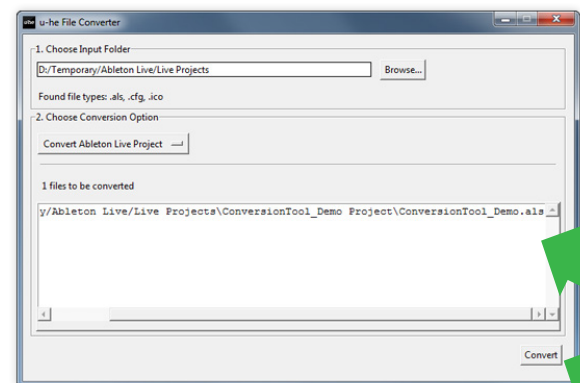 u-he u-he File Converter
1. Choose Input Folder
D:/Temporary/Ableton Live/Live Projects Browse...
Found file types: .als, .cfg, .ico
2. Choose Conversion Option
Convert Ableton Live Project
1 files to be converted
y/Ableton Live/Live Projects\ConversionTool_Demo Project\ConversionTool_Demo.als
Convert